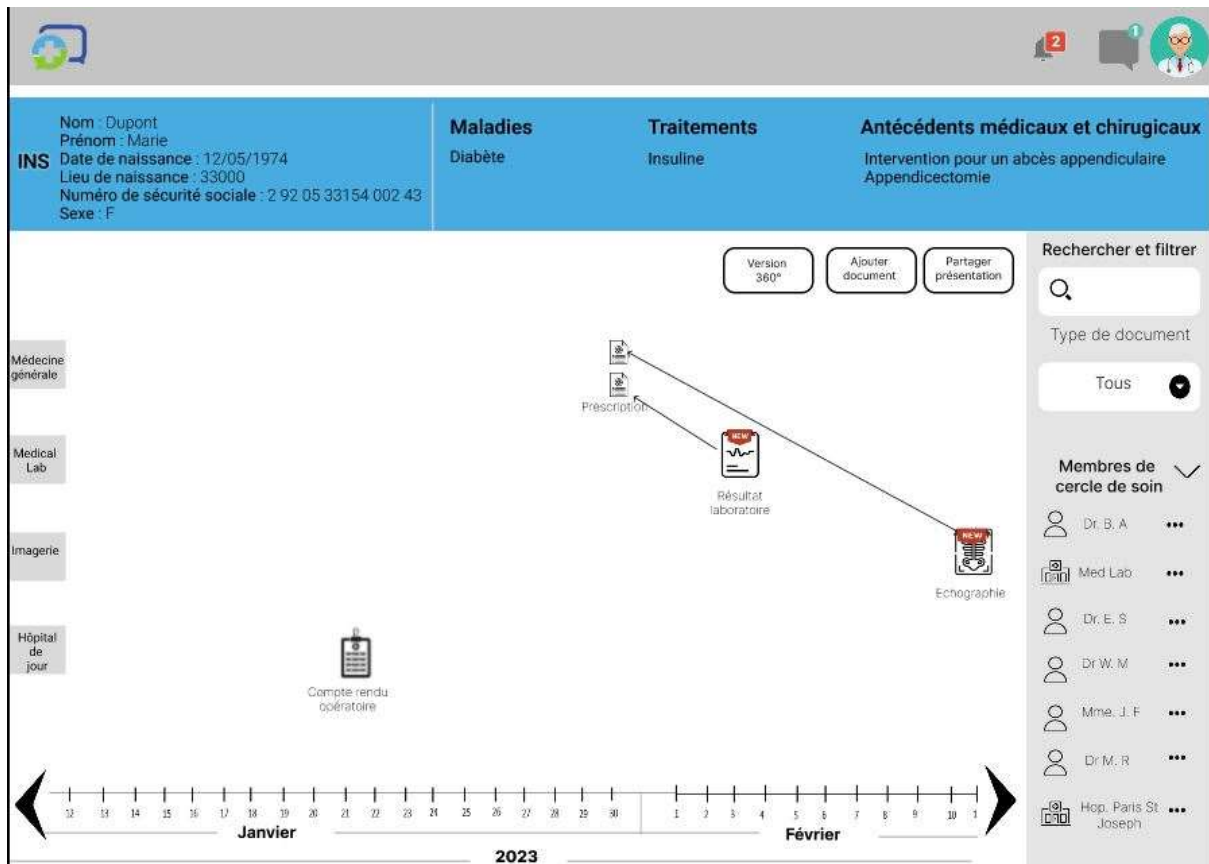 2
1
INS
Nom : Dupont
Prénom : Marie
Date de naissance : 12/05/1974
Lieu de naissance : 33000
Numéro de sécurité sociale : 2 92 05 33154 002 43
Sexe : F
Maladies
Diabète
Traitements
Insuline
Antécédents médicaux et chirugicaux
Intervention pour un abcès appendiculaire
Appendicectomie
Version
360°
Ajouter
document
Partager
présentation
Rechercher et filtrer
Type de document
Tous
Médecine
générale
Prescription
Medical
Lab
NEW
Résultat
laboratoire
Imagerie
NEW
Echographie
Hôpital
de
jour
Compte rendu
opératoire
Membres de
cercle de soin
Dr. B. A
Med Lab
Dr. E. S
Dr W. M
Mme. J. F
Dr M. R
Hop. Paris St
Joseph
12 13 14 15 16 17 18 19 20 21 22 23 24 25 26 27 28 29 30 1 2 3 4 5 6 7 8 9 10 1
Janvier
Février
2023